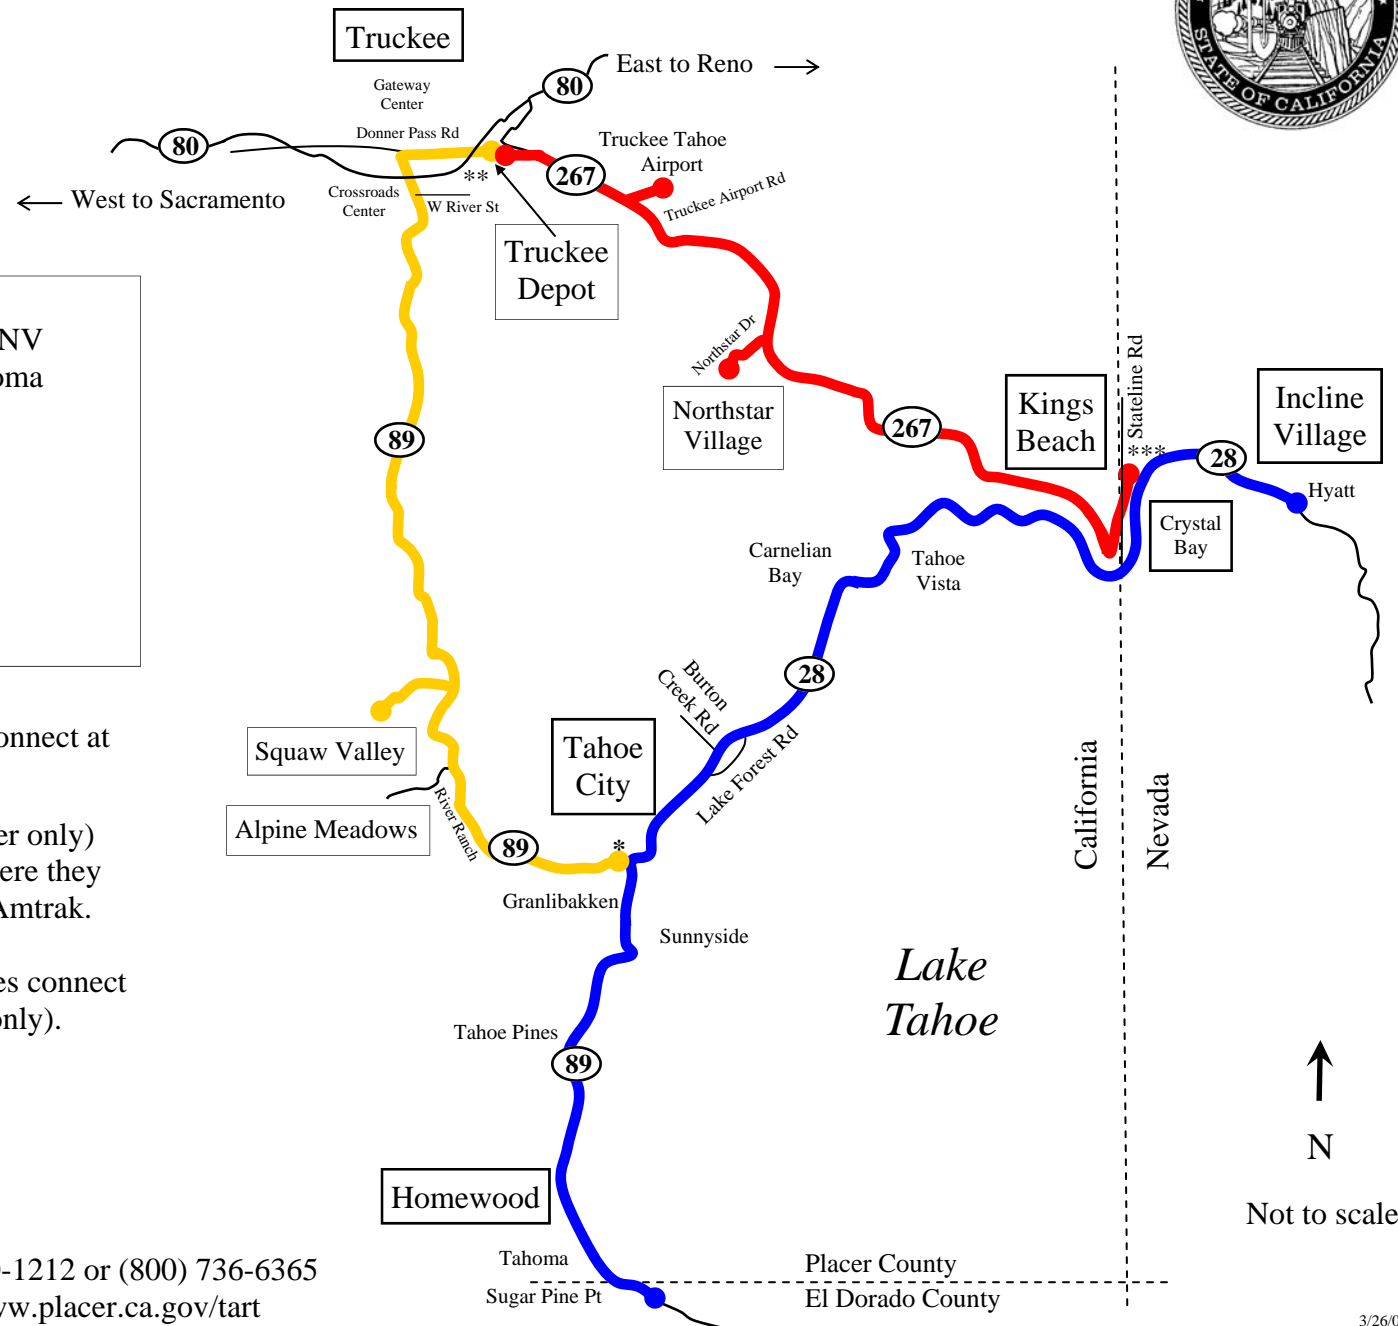 Truckee
Gateway
Center
East to Reno
80
80
Donner Pass Rd
STATE OF CALIFORNIA
Truckee Tahoe
Airport
**
267
Truckee Airport Rd
West to Sacramento
Crossroads
Center
W River St
Truckee
Depot
NV
Northstar Dr
Northstar
Village
89
267
Kings
Beach
Stateline Rd
***
28
Incline
Village
Hyatt
Crystal
Bay
Carnelian
Bay
Tahoe
Vista
28
Burton
Creek Rd
Lake Forest Rd
onnect at
Squaw Valley
Tahoe
City
California
Nevada
Alpine Meadows
River Ranch
89
*
er only)
ere they
Amtrak.
Granlibakken
Sunnyside
Lake
Tahoe
es connect
only).
Tahoe Pines
89
N
Not to scale
Homewood
Tahoma
Sugar Pine Pt
Placer County
El Dorado County
-1212 or (800) 736-6365
ww.placer.ca.gov/tart
3/26/0